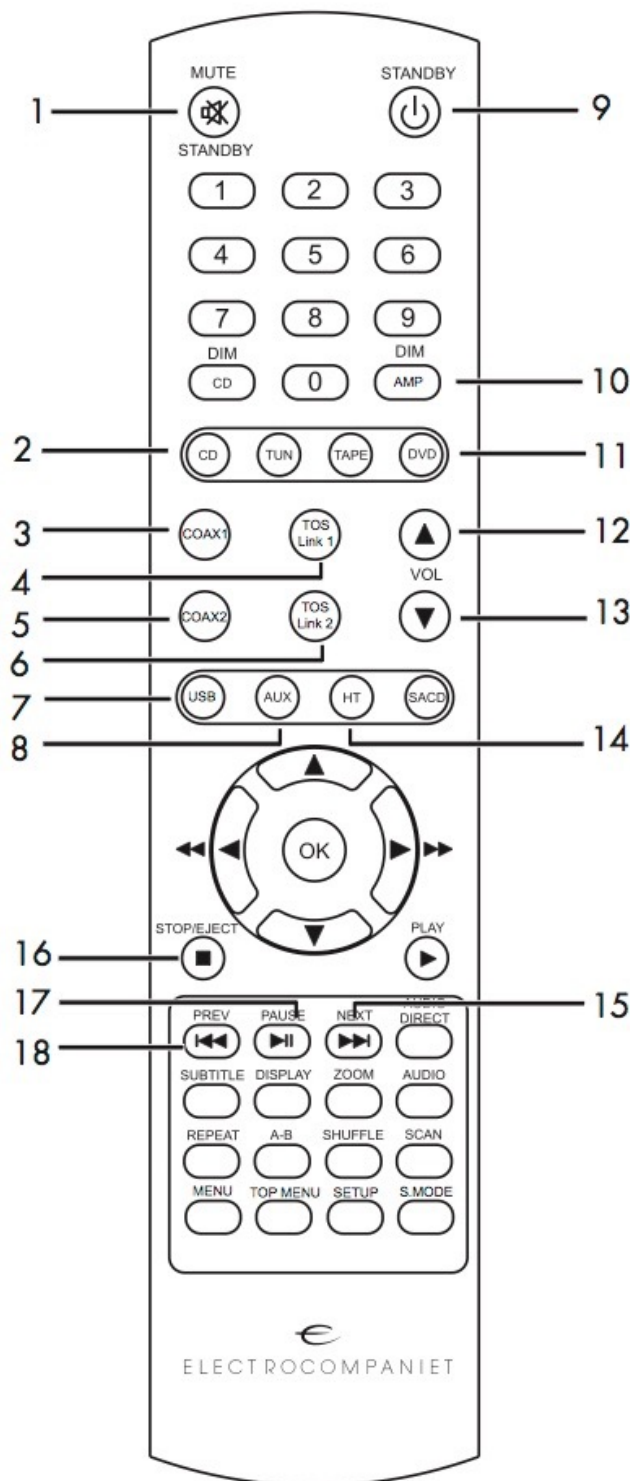 MUTE STANDBY
1 9
STANDBY
1 2 3
4 5 6
7 8 9
DIM DIM
CD 0 AMP 10
2 CD TUN TAPE DVD 11
3 COAX1 TOS Link 1 12
4 VOL
5 COAX2 TOS Link 2 13
6
7 USB AUX HT SACD
8 14
OK
STOP/EJECT PLAY
16
17 15
PREV PAUSE NEXT DIRECT
18
SUBTITLE DISPLAY ZOOM AUDIO
REPEAT A-B SHUFFLE SCAN
MENU TOP MENU SETUP S.MODE
ELECTROCOMPANIET